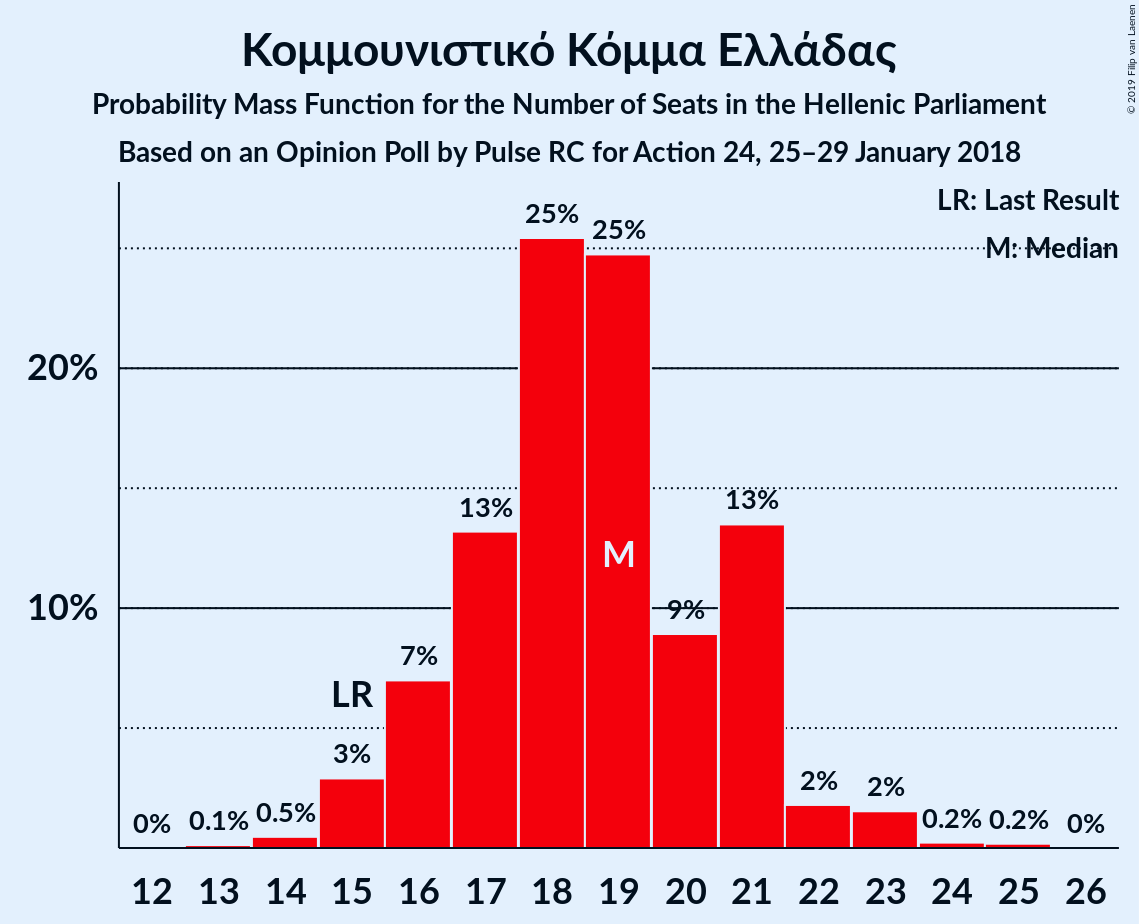 Κομμουνιστικό Κόμμα Ελλάδας
Probability Mass Function for the Number of Seats in the Hellenic Parliament
Based on an Opinion Poll by Pulse RC for Action 24, 25–29 January 2018
© 2019 Filip van Laenen
LR: Last Result
M: Median
20%
10%
0%
0.1%
0.5%
3%
LR
7%
13%
25%
25%
M
9%
13%
2%
2%
0.2%
0.2%
0%
12 13 14 15 16 17 18 19 20 21 22 23 24 25 26